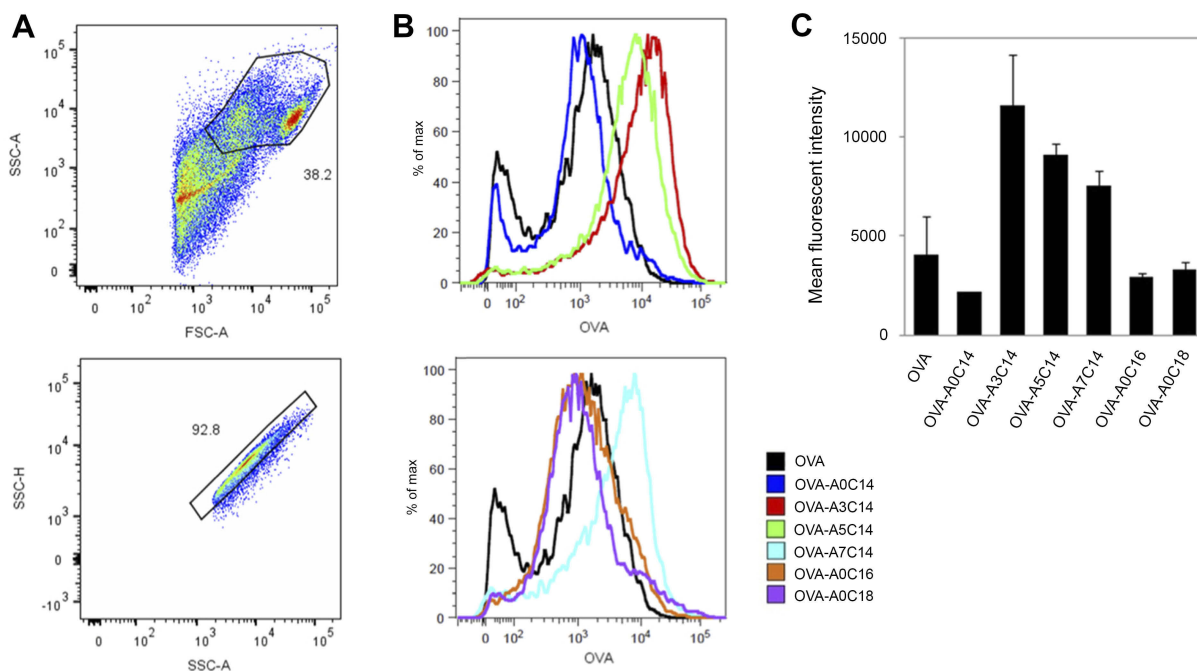 A
10^5
10^4
10^3
10^2
0
SSC-A
38.2
0
10^3
10^4
10^5
FSC-A
10^5
10^4
10^3
0
-10^3
SSC-H
92.8
0
10^2
10^3
10^4
10^5
SSC-A
B
100
80
60
40
20
0
% of max
0
10^2
10^3
10^4
10^5
OVA
100
80
60
40
20
0
% of max
0
10^2
10^3
10^4
10^5
OVA
OVA
OVA-A0C14
OVA-A3C14
OVA-A5C14
OVA-A7C14
OVA-A0C16
OVA-A0C18
C
15000
10000
5000
0
Mean fluorescent intensity
OVA
OVA-A0C14
OVA-A3C14
OVA-A5C14
OVA-A7C14
OVA-A0C16
OVA-A0C18